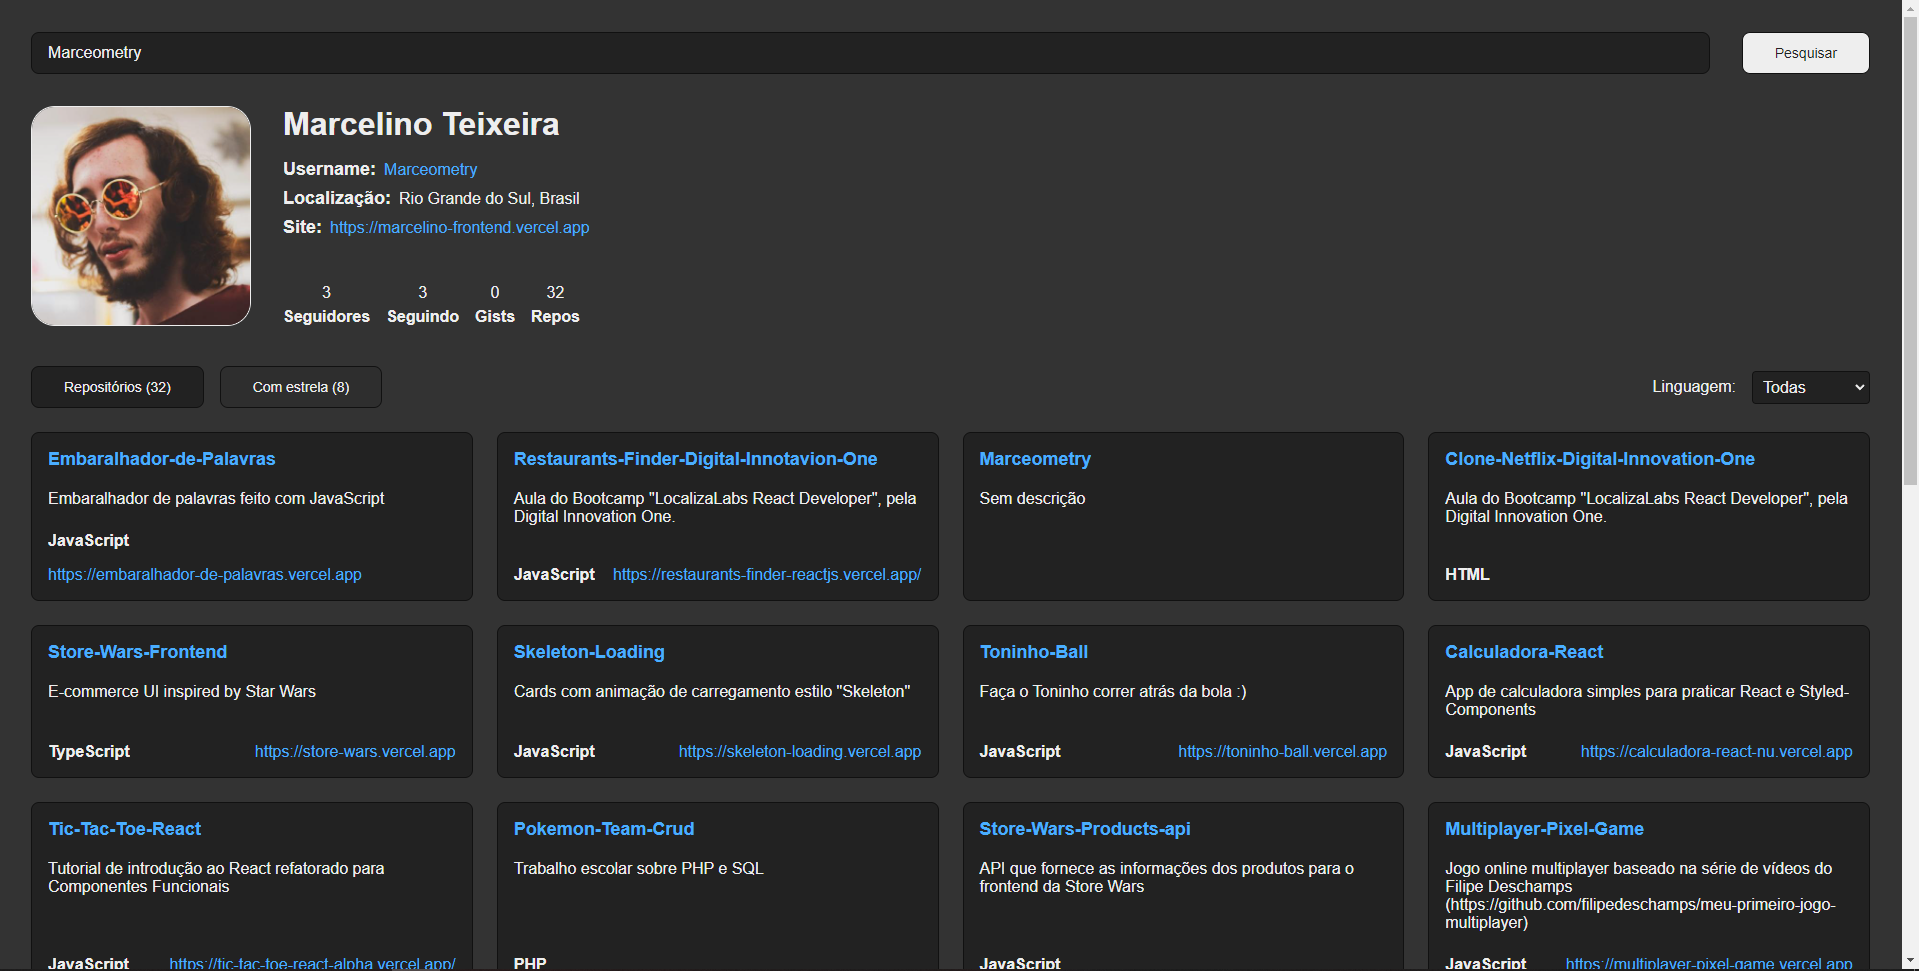 Marceometry
Pesquisar
Marcelino Teixeira
Username: Marceometry
Localização: Rio Grande do Sul, Brasil
Site: https://marcelino-frontend.vercel.app
3 3 0 32
Seguidores Seguindo Gists Repos
Repositórios (32)
Com estrela (8)
Linguagem: Todas
Embaralhador-de-Palavras
Embaralhador de palavras feito com JavaScript
JavaScript
https://embaralhador-de-palavras.vercel.app
Restaurants-Finder-Digital-Innotavion-One
Aula do Bootcamp "LocalizaLabs React Developer", pela
Digital Innovation One.
JavaScript https://restaurants-finder-reactjs.vercel.app/
Marceometry
Sem descrição
Clone-Netflix-Digital-Innovation-One
Aula do Bootcamp "LocalizaLabs React Developer", pela
Digital Innovation One.
HTML
Store-Wars-Frontend
E-commerce UI inspired by Star Wars
TypeScript https://store-wars.vercel.app
Skeleton-Loading
Cards com animação de carregamento estilo "Skeleton"
JavaScript https://skeleton-loading.vercel.app
Toninho-Ball
Faça o Toninho correr atrás da bola :)
JavaScript https://toninho-ball.vercel.app
Calculadora-React
App de calculadora simples para praticar React e Styled-
Components
JavaScript https://calculadora-react-nu.vercel.app
Tic-Tac-Toe-React
Tutorial de introdução ao React refatorado para
Componentes Funcionais
JavaScript https://tic-tac-toe-react-alpha.vercel.app/
Pokemon-Team-Crud
Trabalho escolar sobre PHP e SQL
PHP
Store-Wars-Products-api
API que fornece as informações dos produtos para o
frontend da Store Wars
JavaScript
Multiplayer-Pixel-Game
Jogo online multiplayer baseado na série de vídeos do
Filipe Deschamps
(https://github.com/filipedeschamps/meu-primeiro-jogo-
multiplayer)
JavaScript https://multiplayer-pixel-game.vercel.app